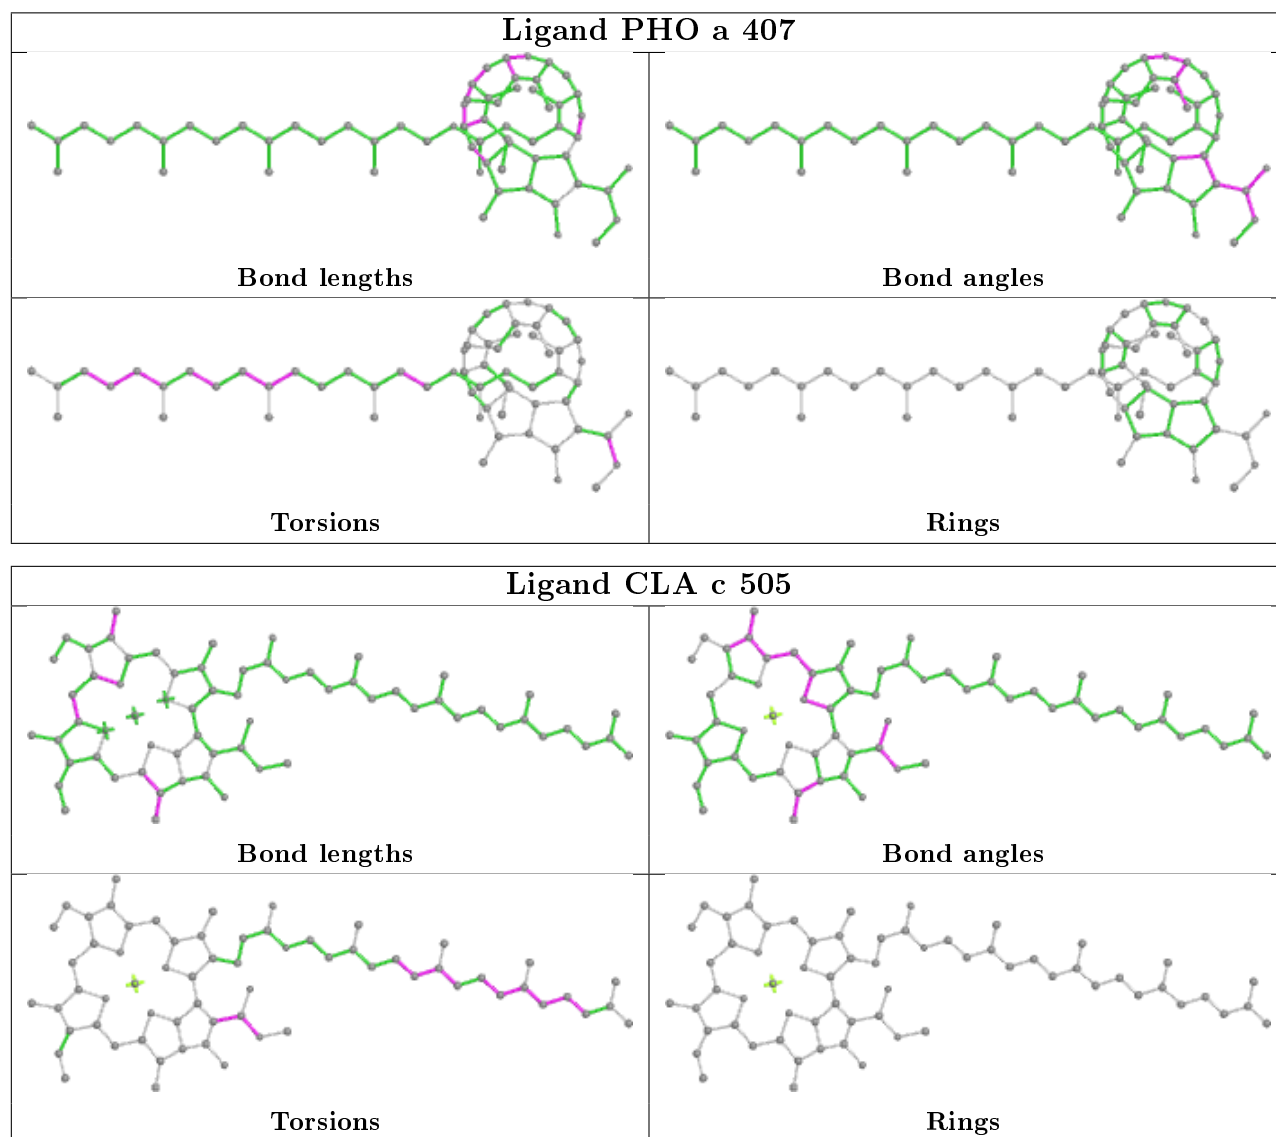 Ligand PHO a 407
Bond lengths
Bond angles
Torsions
Rings
Ligand CLA c 505
Bond lengths
Bond angles
Torsions
Rings